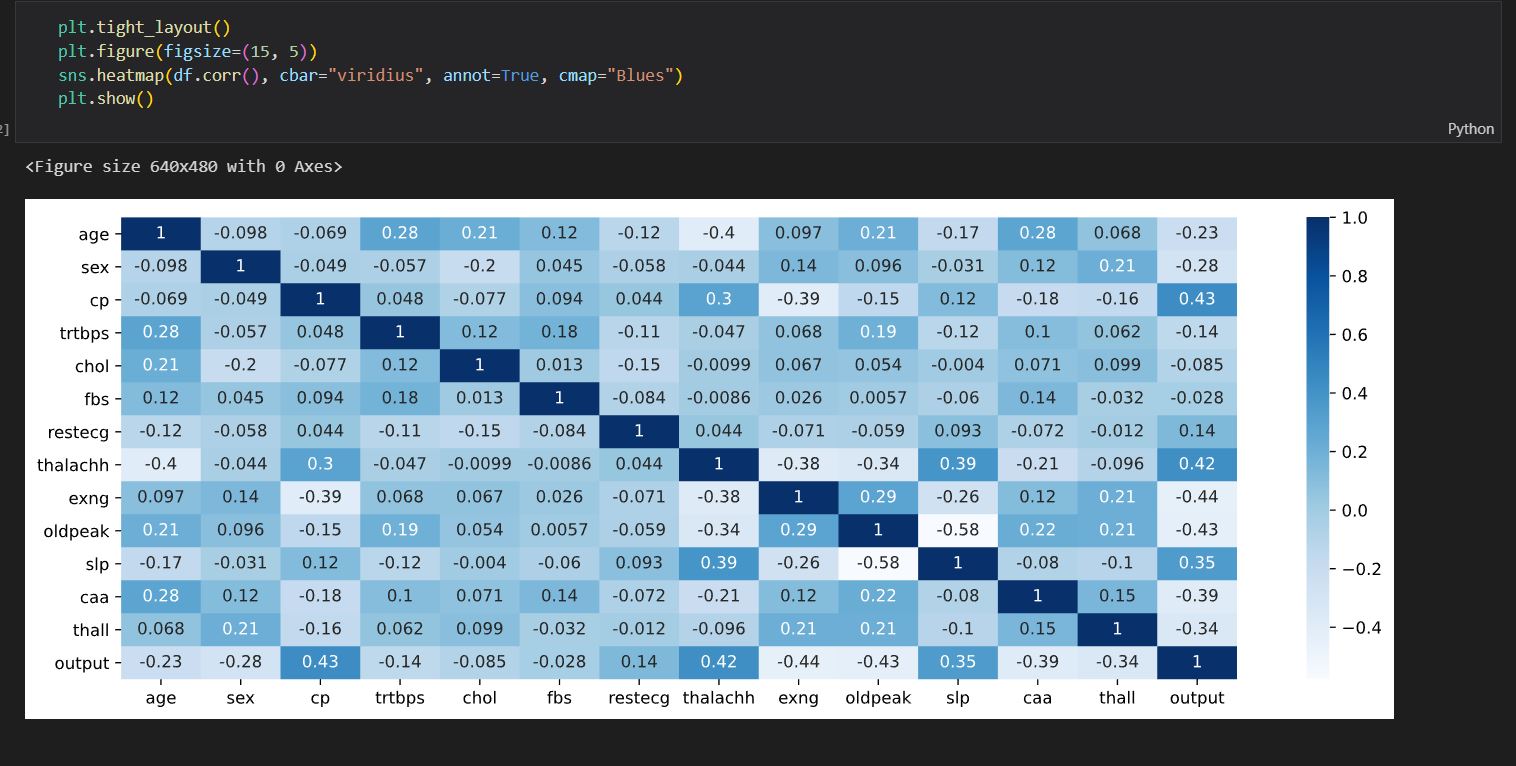 plt.tight_layout()
plt.figure(figsize=(15, 5))
sns.heatmap(df.corr(), cbar="viridius", annot=True, cmap="Blues")
plt.show()
2]
Python
<Figure size 640x480 with 0 Axes>
age 1 -0.098 -0.069 0.28 0.21 0.12 -0.12 -0.4 0.097 0.21 -0.17 0.28 0.068 -0.23
sex -0.098 1 -0.049 -0.057 -0.2 0.045 -0.058 -0.044 0.14 0.096 -0.031 0.12 0.21 -0.28
cp -0.069 -0.049 1 0.048 -0.077 0.094 0.044 0.3 -0.39 -0.15 0.12 -0.18 -0.16 0.43
trtbps 0.28 -0.057 0.048 1 0.12 0.18 -0.11 -0.047 0.068 0.19 -0.12 0.1 0.062 -0.14
chol 0.21 -0.2 -0.077 0.12 1 0.013 -0.15 -0.0099 0.067 0.054 -0.004 0.071 0.099 -0.085
fbs 0.12 0.045 0.094 0.18 0.013 1 -0.084 -0.0086 0.026 0.0057 -0.06 0.14 -0.032 -0.028
restecg -0.12 -0.058 0.044 -0.11 -0.15 -0.084 1 0.044 -0.071 -0.059 0.093 -0.072 -0.012 0.14
thalachh -0.4 -0.044 0.3 -0.047 -0.0099 -0.0086 0.044 1 -0.38 -0.34 0.39 -0.21 -0.096 0.42
exng 0.097 0.14 -0.39 0.068 0.067 0.026 -0.071 -0.38 1 0.29 -0.26 0.12 0.21 -0.44
oldpeak 0.21 0.096 -0.15 0.19 0.054 0.0057 -0.059 -0.34 0.29 1 -0.58 0.22 0.21 -0.43
slp -0.17 -0.031 0.12 -0.12 -0.004 -0.06 0.093 0.39 -0.26 -0.58 1 -0.08 -0.1 0.35
caa 0.28 0.12 -0.18 0.1 0.071 0.14 -0.072 -0.21 0.12 0.22 -0.08 1 0.15 -0.39
thall 0.068 0.21 -0.16 0.062 0.099 -0.032 -0.012 -0.096 0.21 0.21 -0.1 0.15 1 -0.34
output -0.23 -0.28 0.43 -0.14 -0.085 -0.028 0.14 0.42 -0.44 -0.43 0.35 -0.39 -0.34 1
age sex cp trtbps chol fbs restecg thalachh exng oldpeak slp caa thall output
1.0
0.8
0.6
0.4
0.2
0.0
−0.2
−0.4